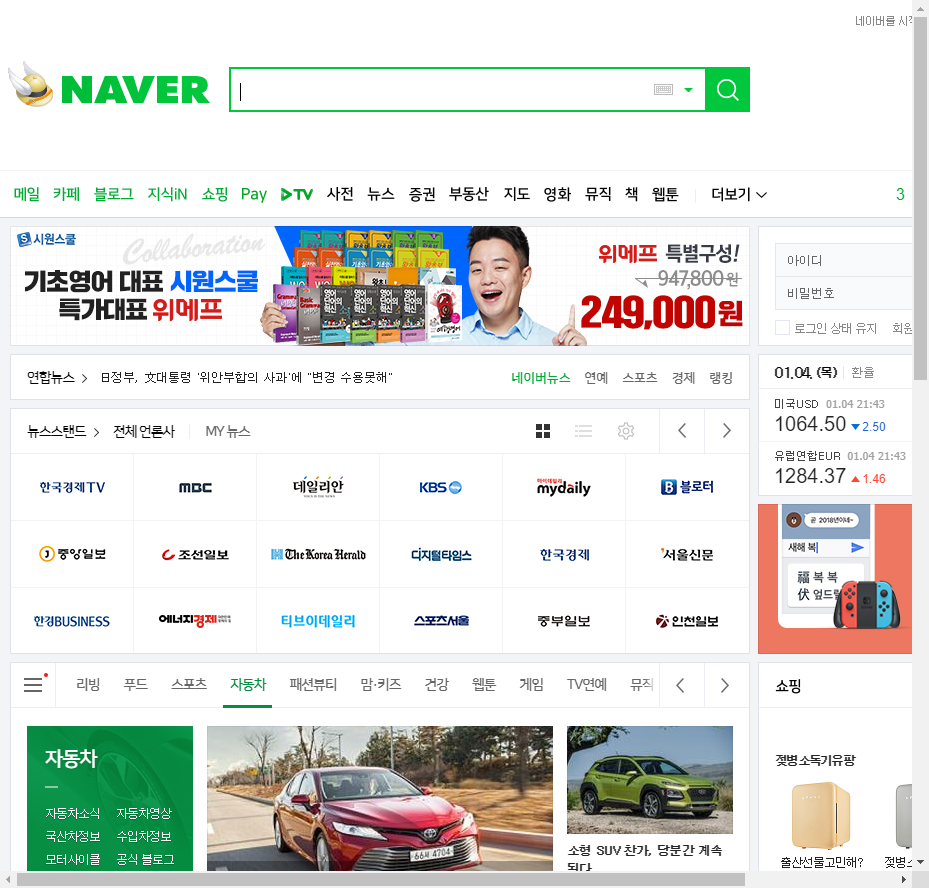 네이버를 시작
NAVER
메일 카페 블로그 지식iN 쇼핑 Pay TV 사전 뉴스 증권 부동산 지도 영화 뮤직 책 웹툰 더보기 3
시원스쿨
Collaboration
기초영어 대표 시원스쿨
특가대표 위메프
위메프 특별구성!
947,800원
249,000원
아이디
비밀번호
로그인 상태 유지 회원
연합뉴스 日정부, 文대통령 '위안부합의 사과'에 "변경 수용못해"
네이버뉴스 연예 스포츠 경제 랭킹
01.04. (목) 환율
미국USD 01.04 21:43
1064.50 ▼2.50
유럽연합EUR 01.04 21:43
1284.37 ▲1.46
뉴스스탠드 전체 언론사 MY 뉴스
한국경제TV MBC 데일리안 KBS 이데일리 mydaily 블로터
중앙일보 조선일보 The Korea Herald 디지털타임스 한국경제 서울신문
한경BUSINESS 에너지경제 티브이데일리 스포츠서울 중부일보 인천일보
곧 2018년이네~
새해 복
福 복 복
伏 엎드릴
리빙 푸드 스포츠 자동차 패션뷰티 맘·키즈 건강 웹툰 게임 TV연예 뮤직
쇼핑
자동차
자동차소식 자동차영상
국산차정보 수입차정보
모터사이클 공식 블로그
66서 4704
소형 SUV 찬가, 당분간 계속
된다
젖병소독기유팡
출산선물고민해?
젖병소